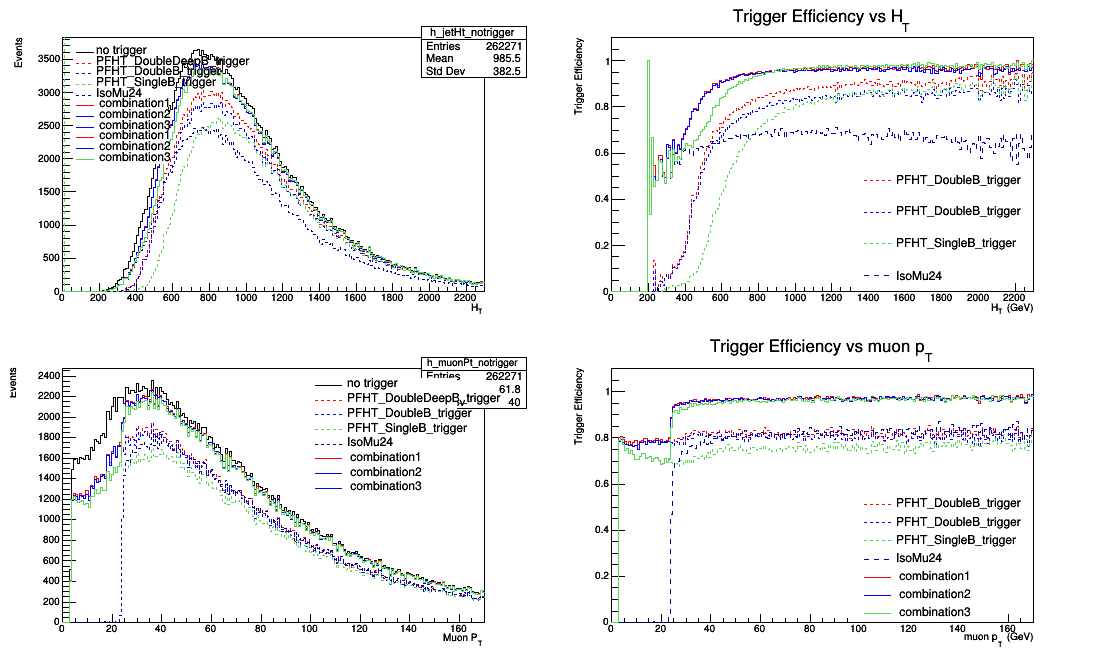 h_jetHt_notrigger
Entries 262271
Mean 985.5
Std Dev 382.5
Events
no trigger
PFHT_DoubleDeepB_trigger
PFHT_DoubleB_trigger
PFHT_SingleB_trigger
IsoMu24
combination1
combination2
combination3
combination1
combination2
combination3
3500
3000
2500
2000
1500
1000
500
0
0 200 400 600 800 1000 1200 1400 1600 1800 2000 2200
H_T
Trigger Efficiency vs H_T
Trigger Efficiency
1
0.8
0.6
0.4
0.2
0
PFHT_DoubleB_trigger
PFHT_DoubleB_trigger
PFHT_SingleB_trigger
IsoMu24
0 200 400 600 800 1000 1200 1400 1600 1800 2000 2200
H_T (GeV)
h_muonPt_notrigger
Entries 262271
61.8
40
Events
no trigger
PFHT_DoubleDeepB_trigger
PFHT_DoubleB_trigger
PFHT_SingleB_trigger
IsoMu24
combination1
combination2
combination3
2400
2200
2000
1800
1600
1400
1200
1000
800
600
400
200
0
0 20 40 60 80 100 120 140 160
Muon P_T
Trigger Efficiency vs muon p_T
Trigger Efficiency
1
0.8
0.6
0.4
0.2
0
PFHT_DoubleB_trigger
PFHT_DoubleB_trigger
PFHT_SingleB_trigger
IsoMu24
combination1
combination2
combination3
0 20 40 60 80 100 120 140 160
muon p_T (GeV)